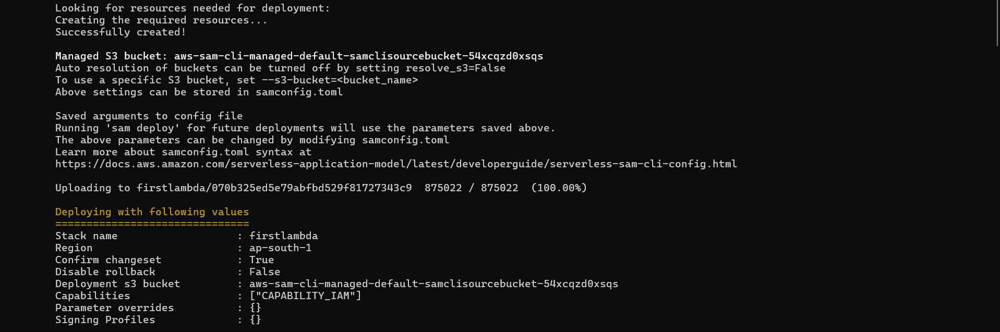 Looking for resources needed for deployment:
Creating the required resources...
Successfully created!
Managed S3 bucket: aws-sam-cli-managed-default-samclisourcebucket-54xcqzd0xsqs
Auto resolution of buckets can be turned off by setting resolve_s3=False
To use a specific S3 bucket, set --s3-bucket=<bucket_name>
Above settings can be stored in samconfig.toml
Saved arguments to config file
Running 'sam deploy' for future deployments will use the parameters saved above.
The above parameters can be changed by modifying samconfig.toml
Learn more about samconfig.toml syntax at
https://docs.aws.amazon.com/serverless-application-model/latest/developerguide/serverless-sam-cli-config.html
Uploading to firstlambda/070b325ed5e79abfbd529f81727343c9  875022 / 875022  (100.00%)
Deploying with following values
===============================
Stack name                   : firstlambda
Region                       : ap-south-1
Confirm changeset            : True
Disable rollback             : False
Deployment s3 bucket         : aws-sam-cli-managed-default-samclisourcebucket-54xcqzd0xsqs
Capabilities                 : ["CAPABILITY_IAM"]
Parameter overrides          : {}
Signing Profiles             : {}